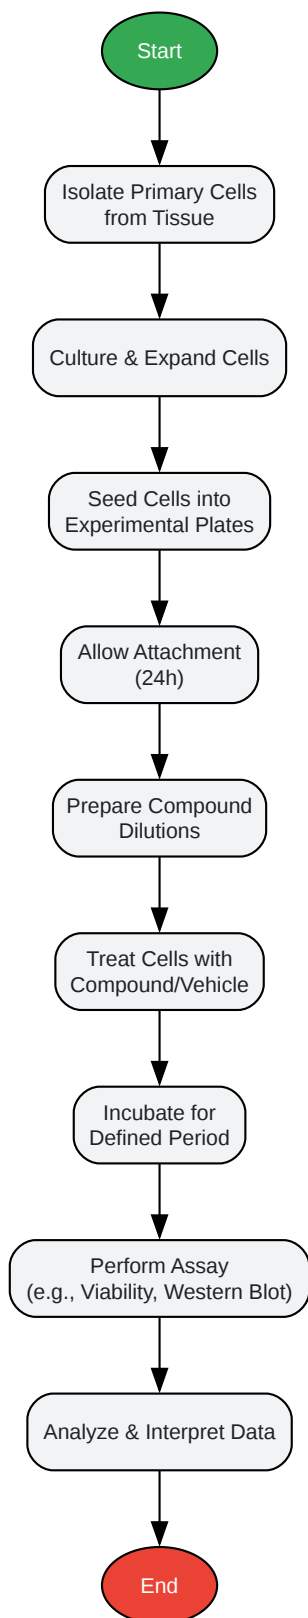 Start
Isolate Primary Cells
from Tissue
Culture & Expand Cells
Seed Cells into
Experimental Plates
Allow Attachment
(24h)
Prepare Compound
Dilutions
Treat Cells with
Compound/Vehicle
Incubate for
Defined Period
Perform Assay
(e.g., Viability, Western Blot)
Analyze & Interpret Data
End